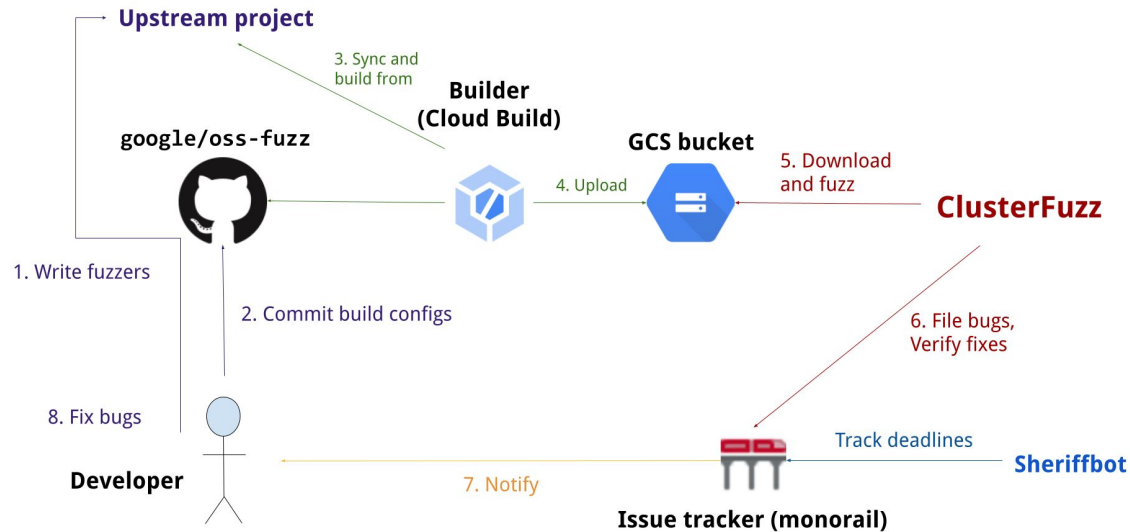 Upstream project
3. Sync and
build from
Builder
(Cloud Build)
google/oss-fuzz
GCS bucket
5. Download
and fuzz
4. Upload
ClusterFuzz
1. Write fuzzers
2. Commit build configs
6. File bugs,
Verify fixes
8. Fix bugs
Track deadlines
Sheriffbot
Developer
7. Notify
Issue tracker (monorail)